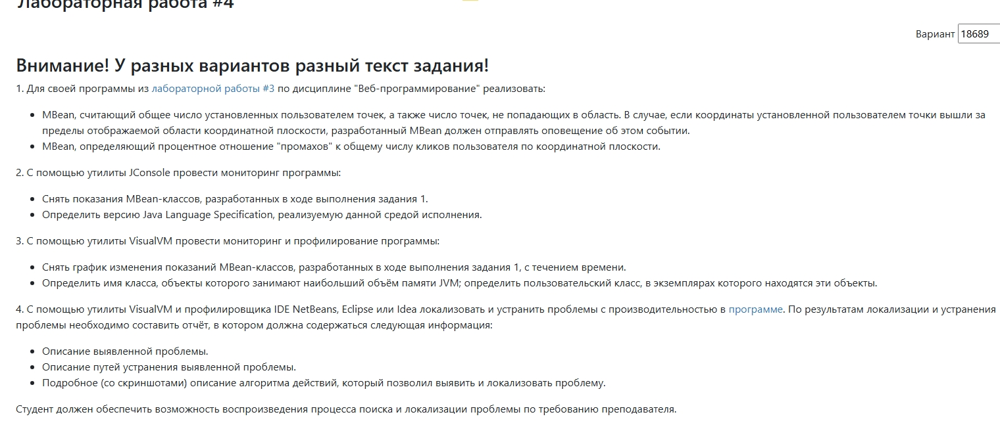 Лабораторная работа #4
Вариант 18689
Внимание! У разных вариантов разный текст задания!
1. Для своей программы из лабораторной работы #3 по дисциплине "Веб-программирование" реализовать:
MBean, считающий общее число установленных пользователем точек, а также число точек, не попадающих в область. В случае, если координаты установленной пользователем точки вышли за
пределы отображаемой области координатной плоскости, разработанный MBean должен отправлять оповещение об этом событии.
MBean, определяющий процентное отношение "промахов" к общему числу кликов пользователя по координатной плоскости.
2. С помощью утилиты JConsole провести мониторинг программы:
Снять показания MBean-классов, разработанных в ходе выполнения задания 1.
Определить версию Java Language Specification, реализуемую данной средой исполнения.
3. С помощью утилиты VisualVM провести мониторинг и профилирование программы:
Снять график изменения показаний MBean-классов, разработанных в ходе выполнения задания 1, с течением времени.
Определить имя класса, объекты которого занимают наибольший объём памяти JVM; определить пользовательский класс, в экземплярах которого находятся эти объекты.
4. С помощью утилиты VisualVM и профилировщика IDE NetBeans, Eclipse или Idea локализовать и устранить проблемы с производительностью в программе. По результатам локализации и устранения
проблемы необходимо составить отчёт, в котором должна содержаться следующая информация:
Описание выявленной проблемы.
Описание путей устранения выявленной проблемы.
Подробное (со скриншотами) описание алгоритма действий, который позволил выявить и локализовать проблему.
Студент должен обеспечить возможность воспроизведения процесса поиска и локализации проблемы по требованию преподавателя.